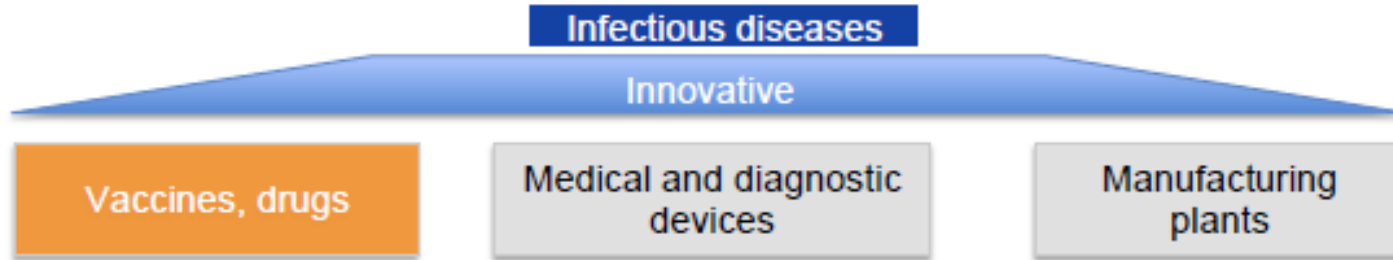 Infectious diseases
Innovative
Vaccines, drugs
Medical and diagnostic
devices
Manufacturing
plants